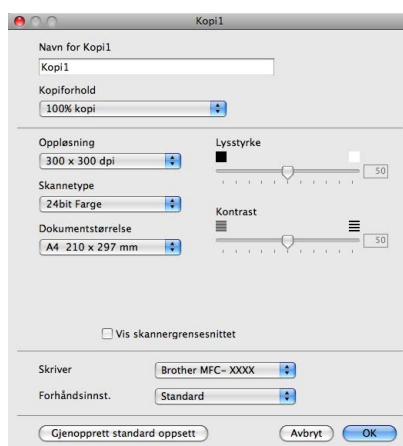 Kopi1
Navn for Kopi1
Kopi1
Kopiforhold
100% kopi
Oppløsning
300 x 300 dpi
Skannetype
24bit Farge
Dokumentstørrelse
A4 210 x 297 mm
Lysstyrke
50
Kontrast
50
Vis skannergrensesnittet
Skriver
Brother MFC- XXXX
Forhåndsinnst.
Standard
Gjenopprett standard oppsett
Avbryt
OK